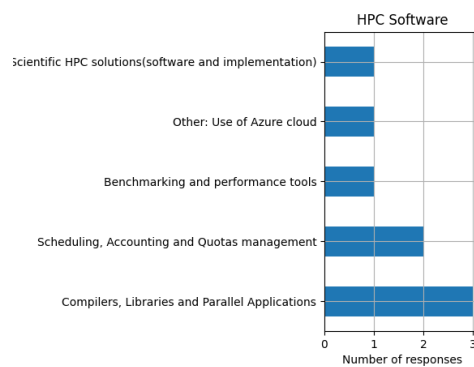 HPC Software
Scientific HPC solutions(software and implementation)
Other: Use of Azure cloud
Benchmarking and performance tools
Scheduling, Accounting and Quotas management
Compilers, Libraries and Parallel Applications
0 1 2 3
Number of responses